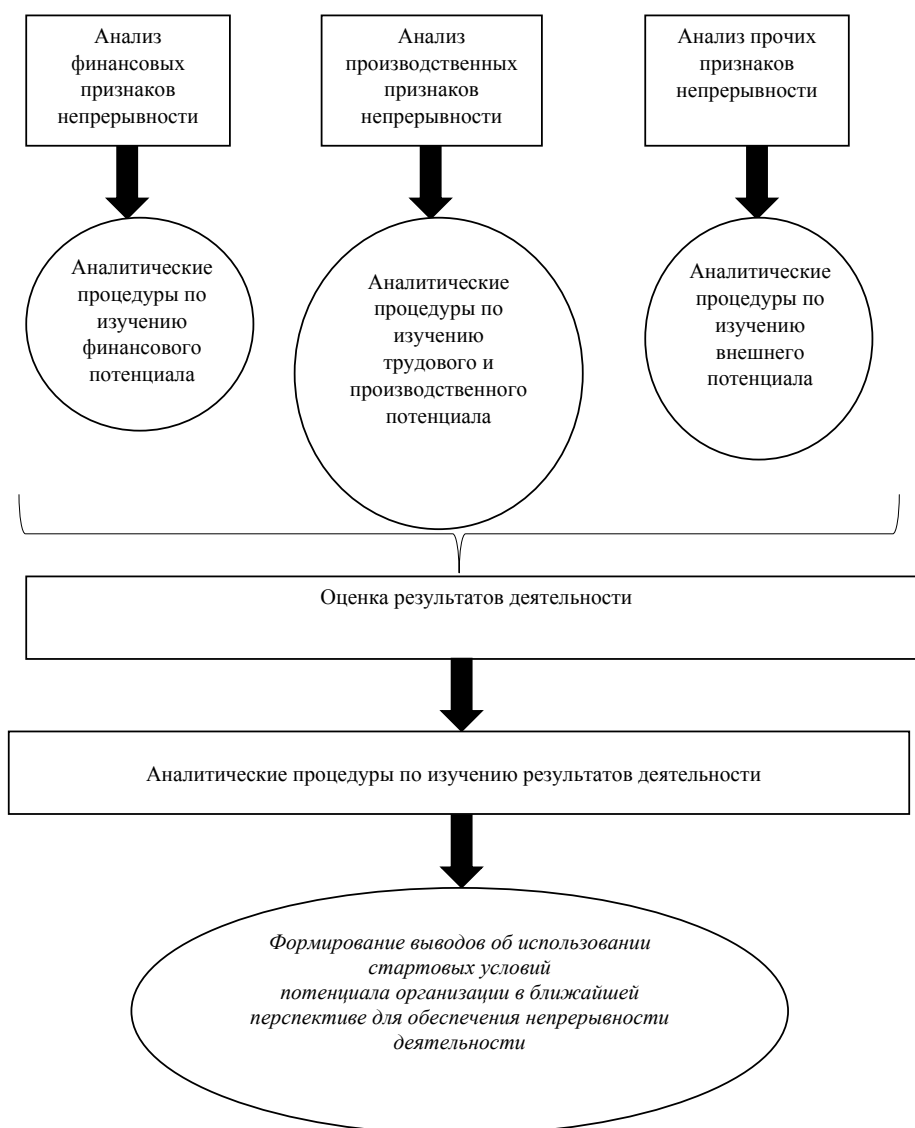 Анализ
финансовых
признаков
непрерывности
Анализ
производственных
признаков
непрерывности
Анализ прочих
признаков
непрерывности
Аналитические
процедуры по
изучению
финансового
потенциала
Аналитические
процедуры по
изучению
трудового и
производственного
потенциала
Аналитические
процедуры по
изучению
внешнего
потенциала
Оценка результатов деятельности
Аналитические процедуры по изучению результатов деятельности
Формирование выводов об использовании
стартовых условий
потенциала организации в ближайшей
перспективе для обеспечения непрерывности
деятельности